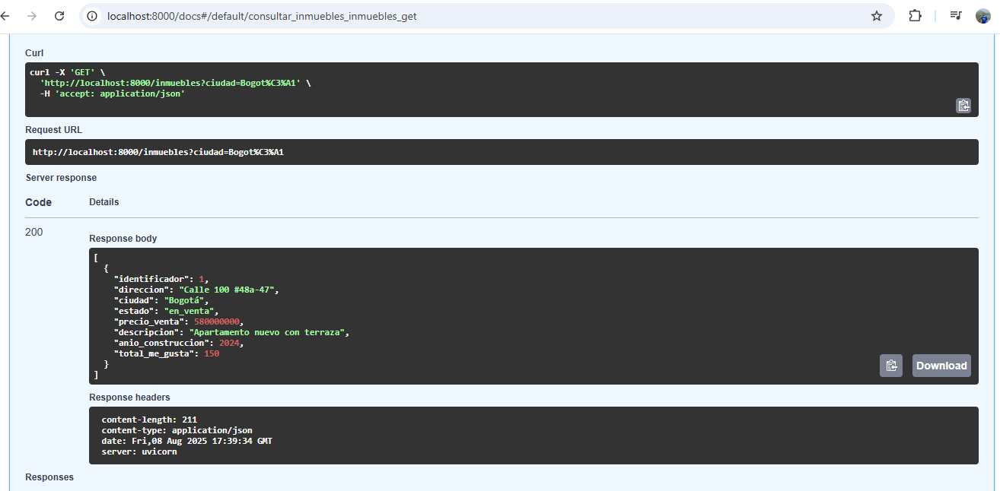 localhost:8000/docs#/default/consultar_inmuebles_inmuebles_get
Curl
curl -X 'GET' \
  'http://localhost:8000/inmuebles?ciudad=Bogot%C3%A1' \
  -H 'accept: application/json'
Request URL
http://localhost:8000/inmuebles?ciudad=Bogot%C3%A1
Server response
Code Details
200
Response body
[
  {
    "identificador": 1,
    "direccion": "Calle 100 #48a-47",
    "ciudad": "Bogotá",
    "estado": "en_venta",
    "precio_venta": 580000000,
    "descripcion": "Apartamento nuevo con terraza",
    "anio_construccion": 2024,
    "total_me_gusta": 150
  }
]
Download
Response headers
content-length: 211
content-type: application/json
date: Fri,08 Aug 2025 17:39:34 GMT
server: uvicorn
Responses